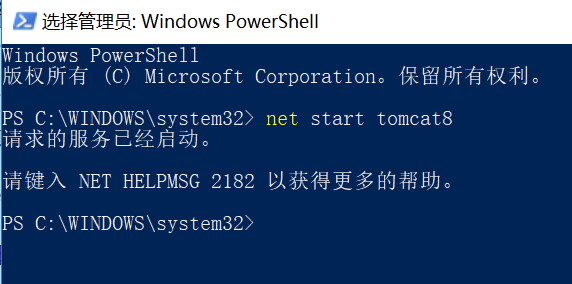 选择管理员: Windows PowerShell
Windows PowerShell
版权所有 (C) Microsoft Corporation。保留所有权利。
PS C:\WINDOWS\system32> net start tomcat8
请求的服务已经启动。
请键入 NET HELPMSG 2182 以获得更多的帮助。
PS C:\WINDOWS\system32>